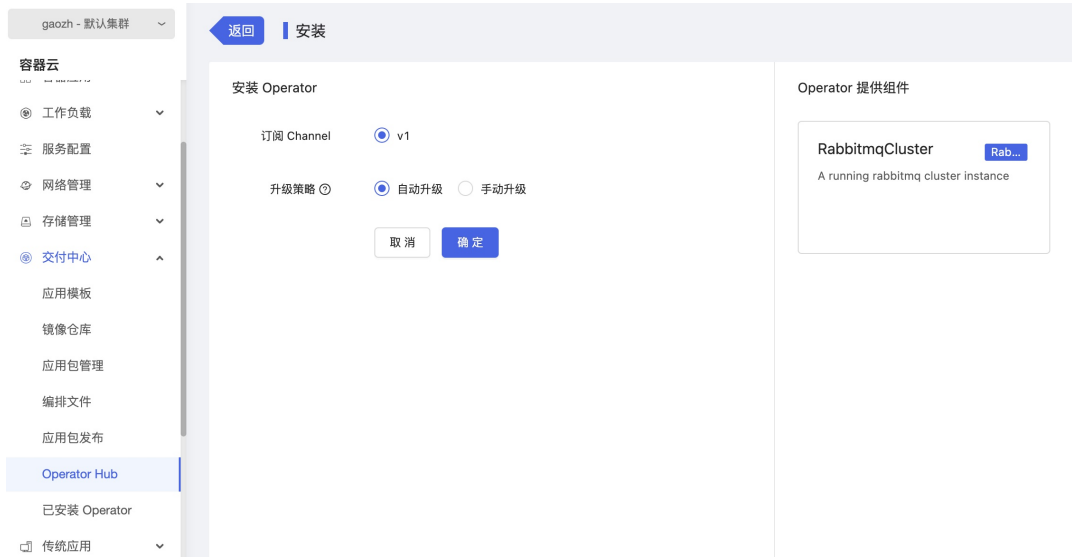 gaozh - 默认集群
返回
安装
容器云
工作负载
服务配置
网络管理
存储管理
交付中心
应用模板
镜像仓库
应用包管理
编排文件
应用包发布
Operator Hub
已安装 Operator
传统应用
安装 Operator
订阅 Channel
v1
升级策略
自动升级
手动升级
取 消
确 定
Operator 提供组件
RabbitmqCluster
Rab...
A running rabbitmq cluster instance